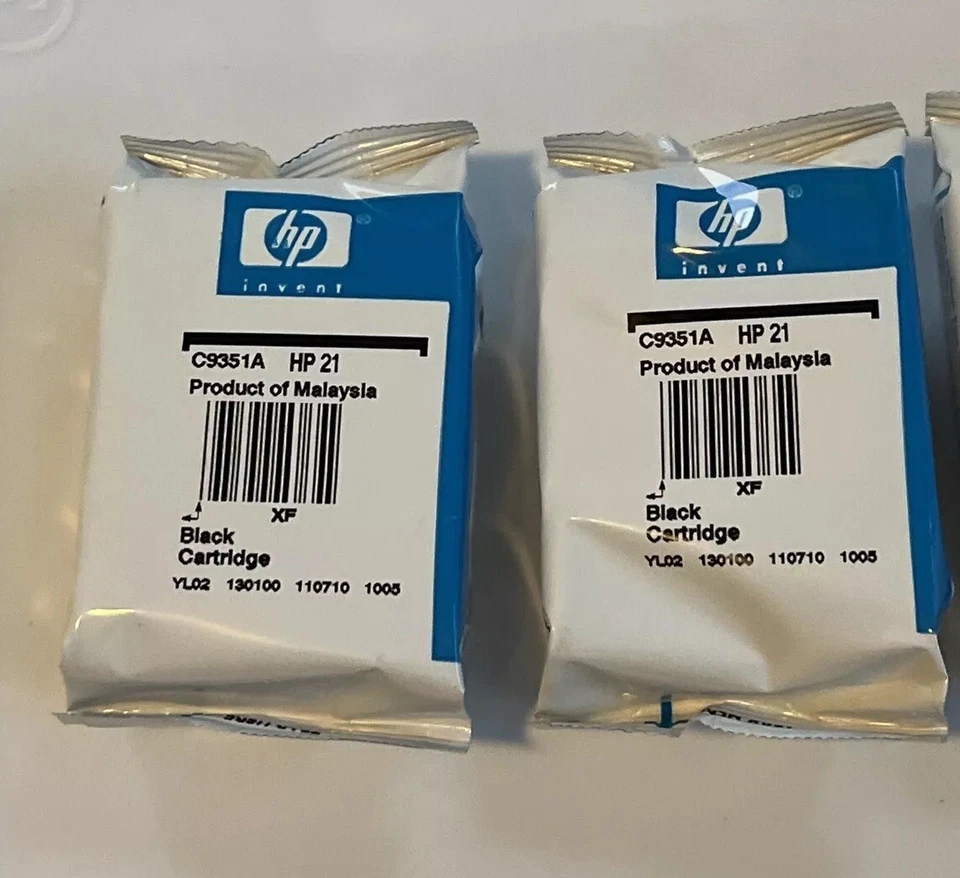 hp ®
invent
C9351A HP 21
Product of Malaysia
XF
Black
Cartridge
YL02 130100 110710 1005
hp ®
invent
C9351A HP 21
Product of Malaysia
XF
Black
Cartridge
YL02 130100 110710 1005